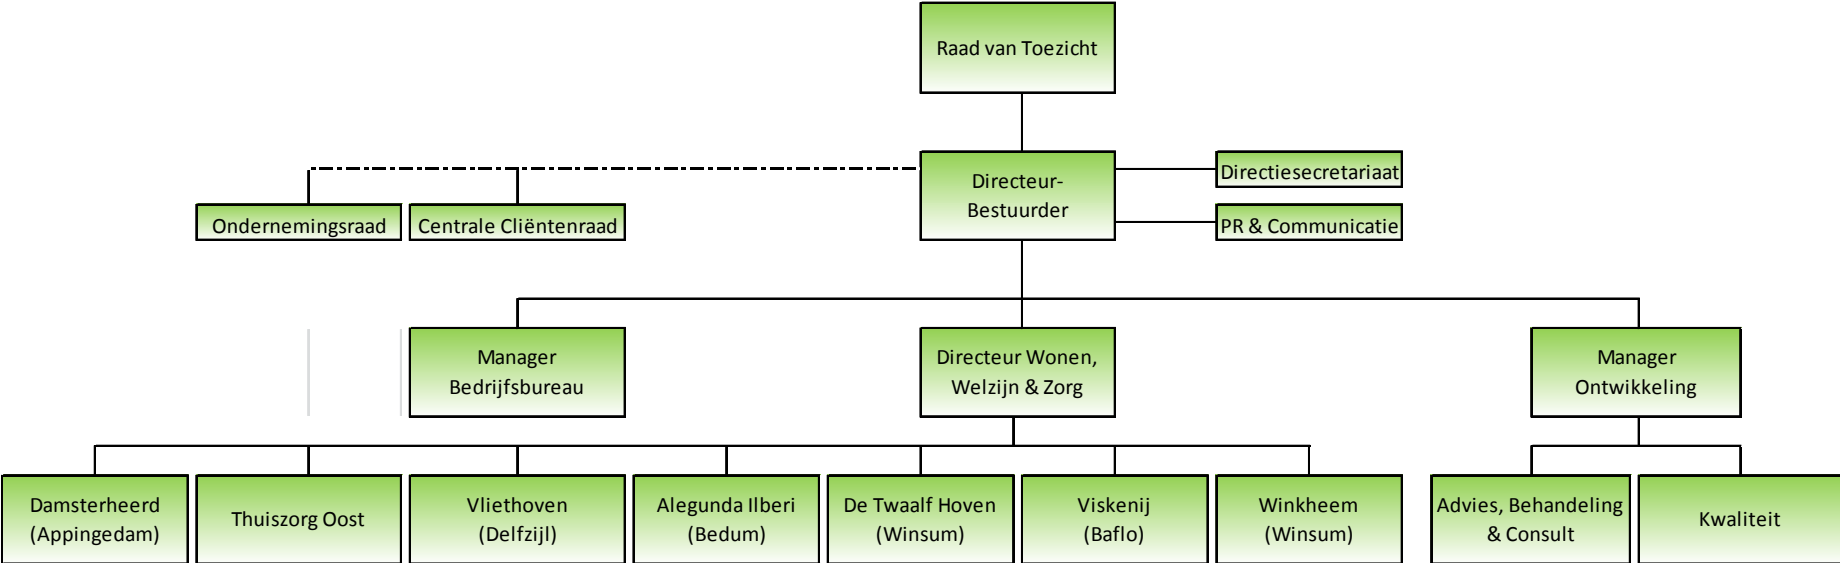 Raad van Toezicht
Directeur-
Bestuurder
Directiesecretariaat
PR & Communicatie
Ondernemingsraad
Centrale Cliëntenraad
Manager
Bedrijfsbureau
Directeur Wonen,
Welzijn & Zorg
Manager
Ontwikkeling
Damsterheerd
(Appingedam)
Thuiszorg Oost
Vliethoven
(Delfzijl)
Alegunda Ilberi
(Bedum)
De Twaalf Hoven
(Winsum)
Viskenij
(Baflo)
Winkheem
(Winsum)
Advies, Behandeling
& Consult
Kwaliteit